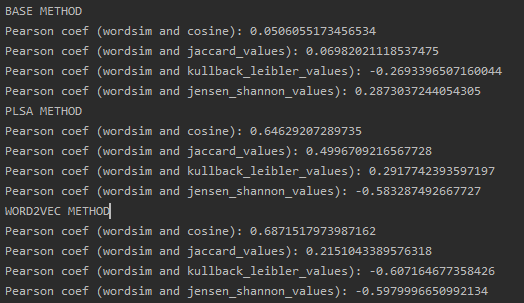 BASE METHOD
Pearson coef (wordsim and cosine): 0.0506055173456534
Pearson coef (wordsim and jaccard_values): 0.06982021118537475
Pearson coef (wordsim and kullback_leibler_values): -0.2693396507160044
Pearson coef (wordsim and jensen_shannon_values): 0.2873037244054305
PLSA METHOD
Pearson coef (wordsim and cosine): 0.64629207289735
Pearson coef (wordsim and jaccard_values): 0.4996709216567728
Pearson coef (wordsim and kullback_leibler_values): 0.2917742393597197
Pearson coef (wordsim and jensen_shannon_values): -0.583287492667727
WORD2VEC METHOD
Pearson coef (wordsim and cosine): 0.6871517973987162
Pearson coef (wordsim and jaccard_values): 0.2151043389576318
Pearson coef (wordsim and kullback_leibler_values): -0.607164677358426
Pearson coef (wordsim and jensen_shannon_values): -0.5979996650992134